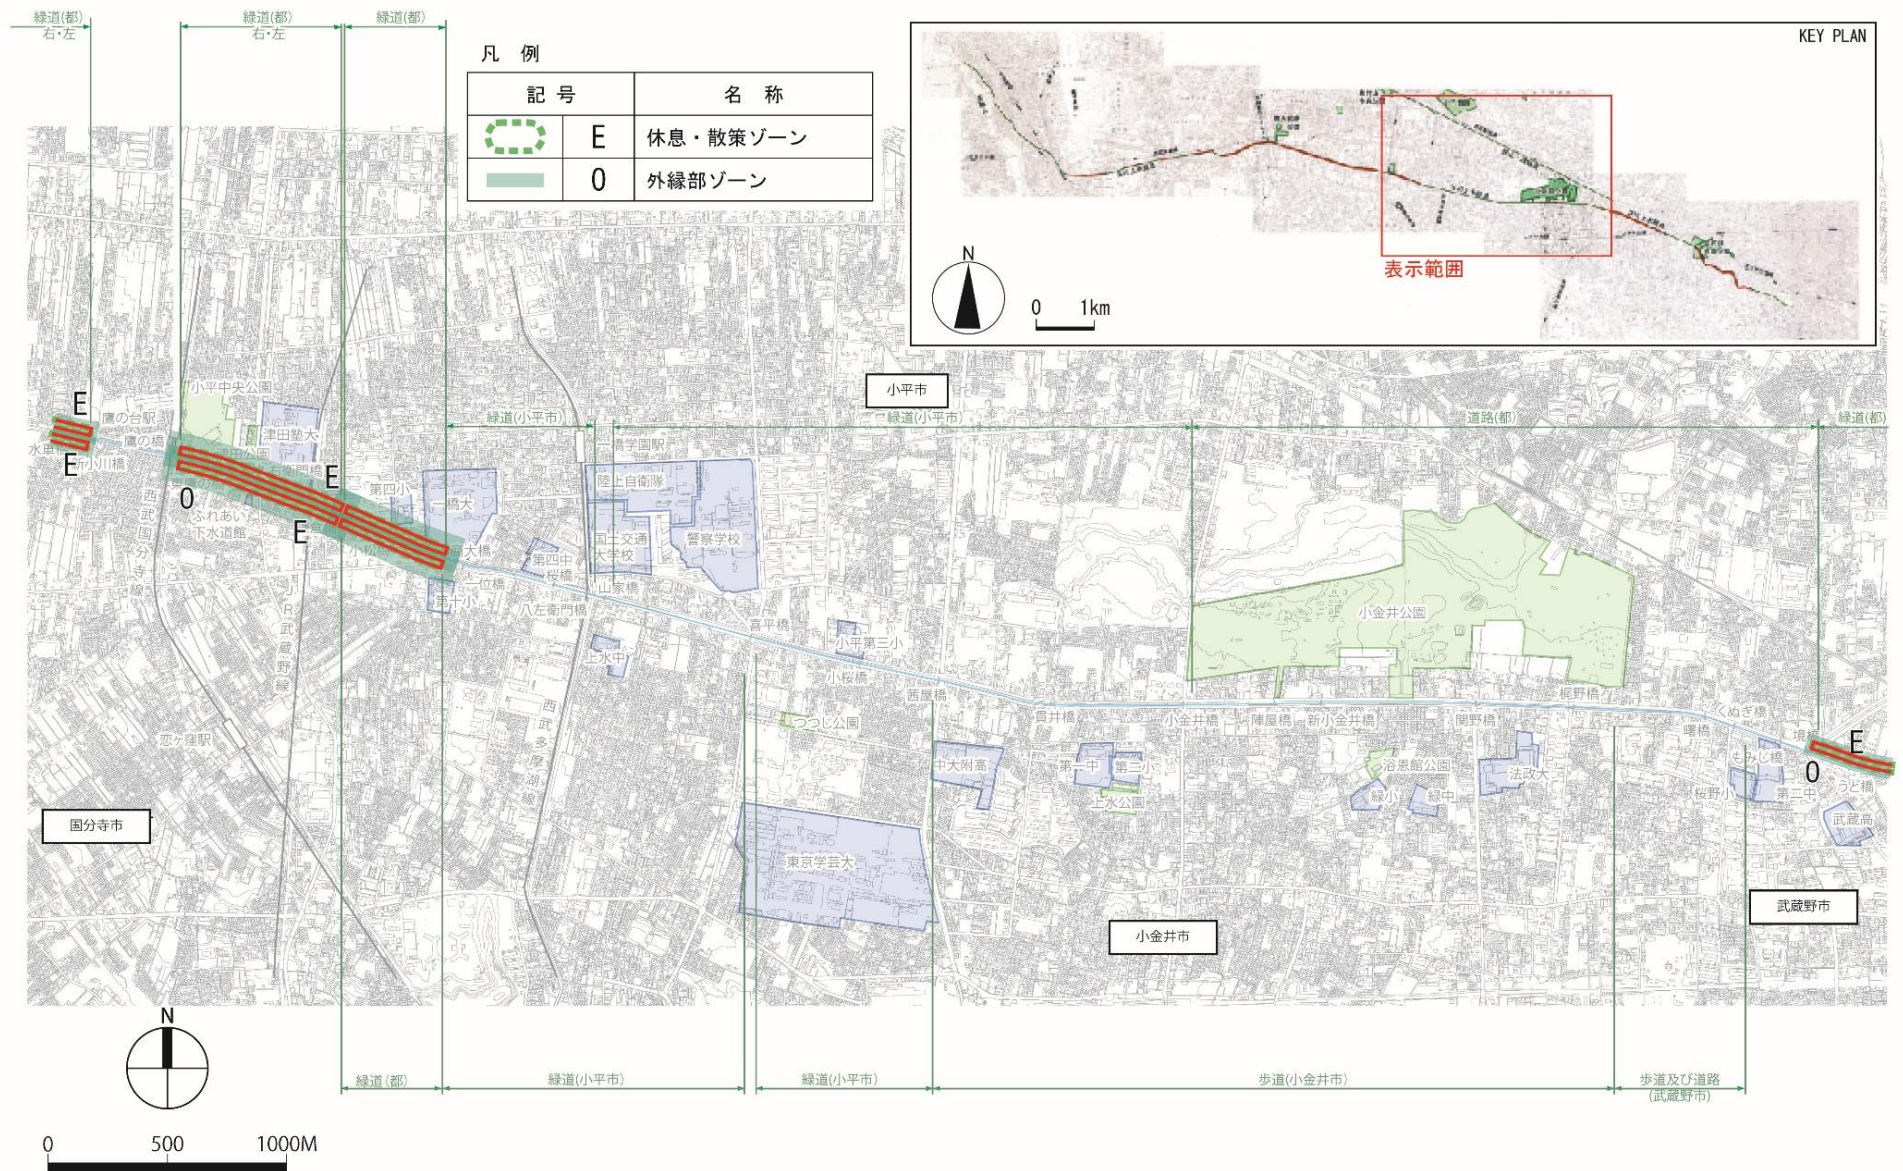 緑道(都)
右・左
緑道(都)
右・左
緑道(都)
凡 例
記 号
名 称
E
休息・散策ゾーン
O
外縁部ゾーン
KEY PLAN
表示範囲
N
0 1km
小平市
緑道(小平市)
緑道(小平市)
道路(都)
緑道(都)
小平中央公園
鷹の台駅
津田塾大
鷹の橋
E
E
小川橋
O
E
E
ふれあい
下水道館
西武国分寺線
第四小
一橋大
陸上自衛隊
警察学校
第四中
桜橋
第十小
八左衛門橋
喜平橋
小平第三小
上水中
小桜橋
茜屋橋
貫井橋
小金井橋
陣屋橋
新小金井橋
関野橋
梶野橋
くぬぎ橋
曙橋
小金井公園
JR武蔵野線
西武多摩湖線
恋ヶ窪駅
つつじ公園
中大附高
第一中
第二小
上水公園
浴恩館公園
緑小
緑中
法政大
もみじ橋
桜野小
第二中
うど橋
武蔵高
E
O
国分寺市
東京学芸大
小金井市
武蔵野市
N
緑道(都)
緑道(小平市)
緑道(小平市)
歩道(小金井市)
歩道及び道路
(武蔵野市)
0 500 1000M